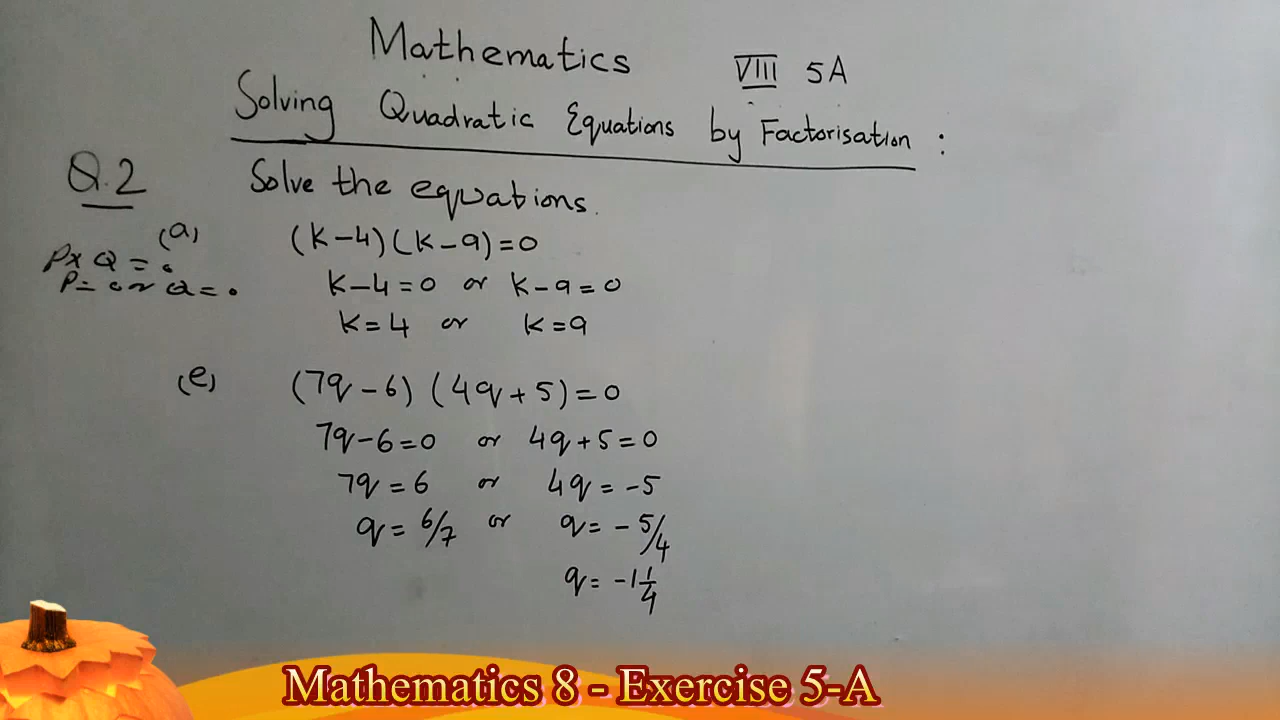 Mathematics VIII 5A
Solving Quadratic Equations by Factorisation :
Q.2 Solve the equations.
(a) (k-4)(k-9)=0
P x Q = 0
P = 0 or Q = 0
k-4=0 or k-9=0
k=4 or k=9
(e) (7q-6) (4q+5)=0
7q-6=0 or 4q+5=0
7q=6 or 4q=-5
q=6/7 or q=-5/4
q=-1 1/4
Mathematics 8 - Exercise 5-A